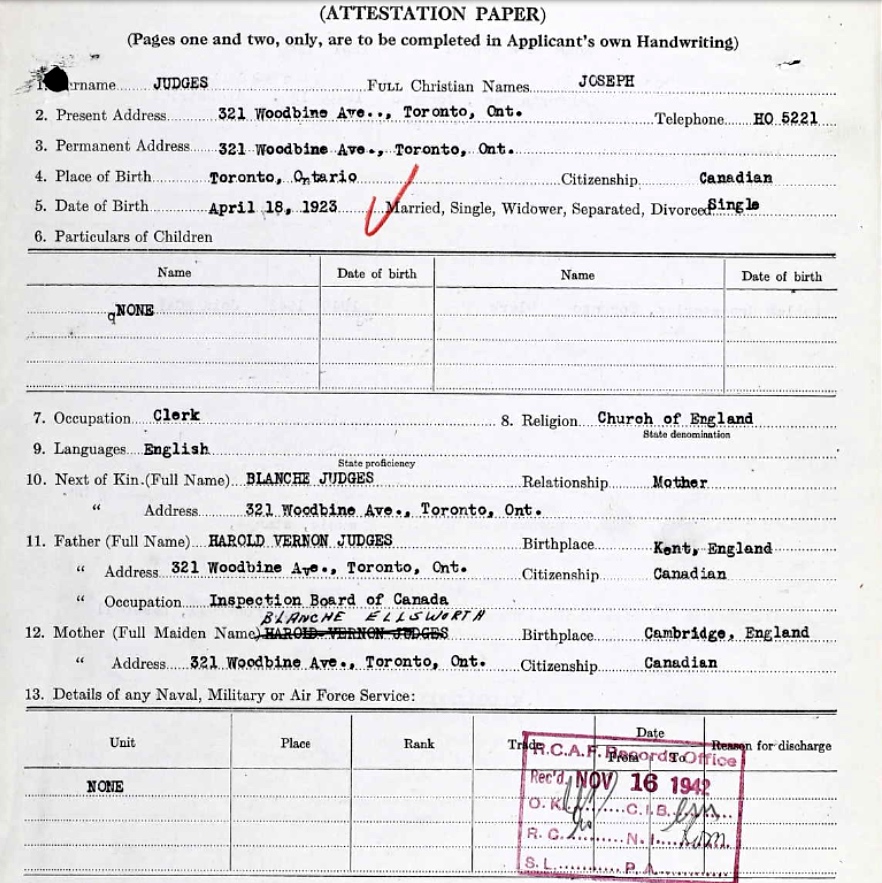 (ATTESTATION PAPER)
(Pages one and two, only, are to be completed in Applicant's own Handwriting)
1. Surname JUDGES Full Christian Names JOSEPH
2. Present Address 321 Woodbine Ave.., Toronto, Ont. Telephone HO 5221
3. Permanent Address 321 Woodbine Ave., Toronto, Ont.
4. Place of Birth Toronto, Ontario Citizenship Canadian
5. Date of Birth April 18, 1923 Married, Single, Widower, Separated, Divorced Single
6. Particulars of Children
Name Date of birth Name Date of birth
qNONE
7. Occupation Clerk 8. Religion Church of England
State denomination
9. Languages English
State proficiency
10. Next of Kin (Full Name) BLANCHE JUDGES Relationship Mother
" Address 321 Woodbine Ave., Toronto, Ont.
11. Father (Full Name) HAROLD VERNON JUDGES Birthplace Kent, England
" Address 321 Woodbine Ave., Toronto, Ont. Citizenship Canadian
" Occupation Inspection Board of Canada
BLANCHE ELLSWORTH
12. Mother (Full Maiden Name) HAROLD VERNON JUDGES Birthplace Cambridge, England
" Address 321 Woodbine Ave., Toronto, Ont. Citizenship Canadian
13. Details of any Naval, Military or Air Force Service:
Unit Place Rank Trade Date From To Reason for discharge
R.C.A.F. Records Office
NONE
Rec'd. NOV 16 1942
O.K. C.I.B.
R.C. N.I.
S.L. P.A.